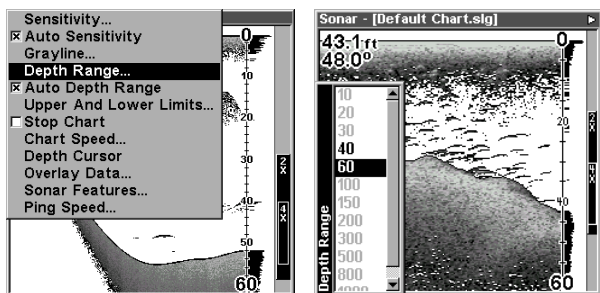 Sensitivity...
Auto Sensitivity
Grayline...
Depth Range...
Auto Depth Range
Upper And Lower Limits...
Stop Chart
Chart Speed...
Depth Cursor
Overlay Data...
Sonar Features...
Ping Speed...
0
10
20
30
40
50
60
2X
4X
Sonar - [Default Chart.slg]
43.1 ft
48.0°
0
20
40
60
2X
4X
Depth Range
10
20
30
40
60
100
150
200
300
500
800